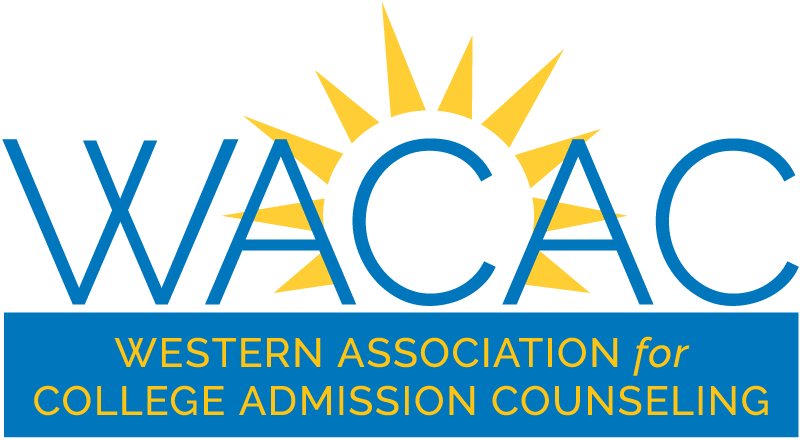 WACAC
WESTERN ASSOCIATION for
COLLEGE ADMISSION COUNSELING